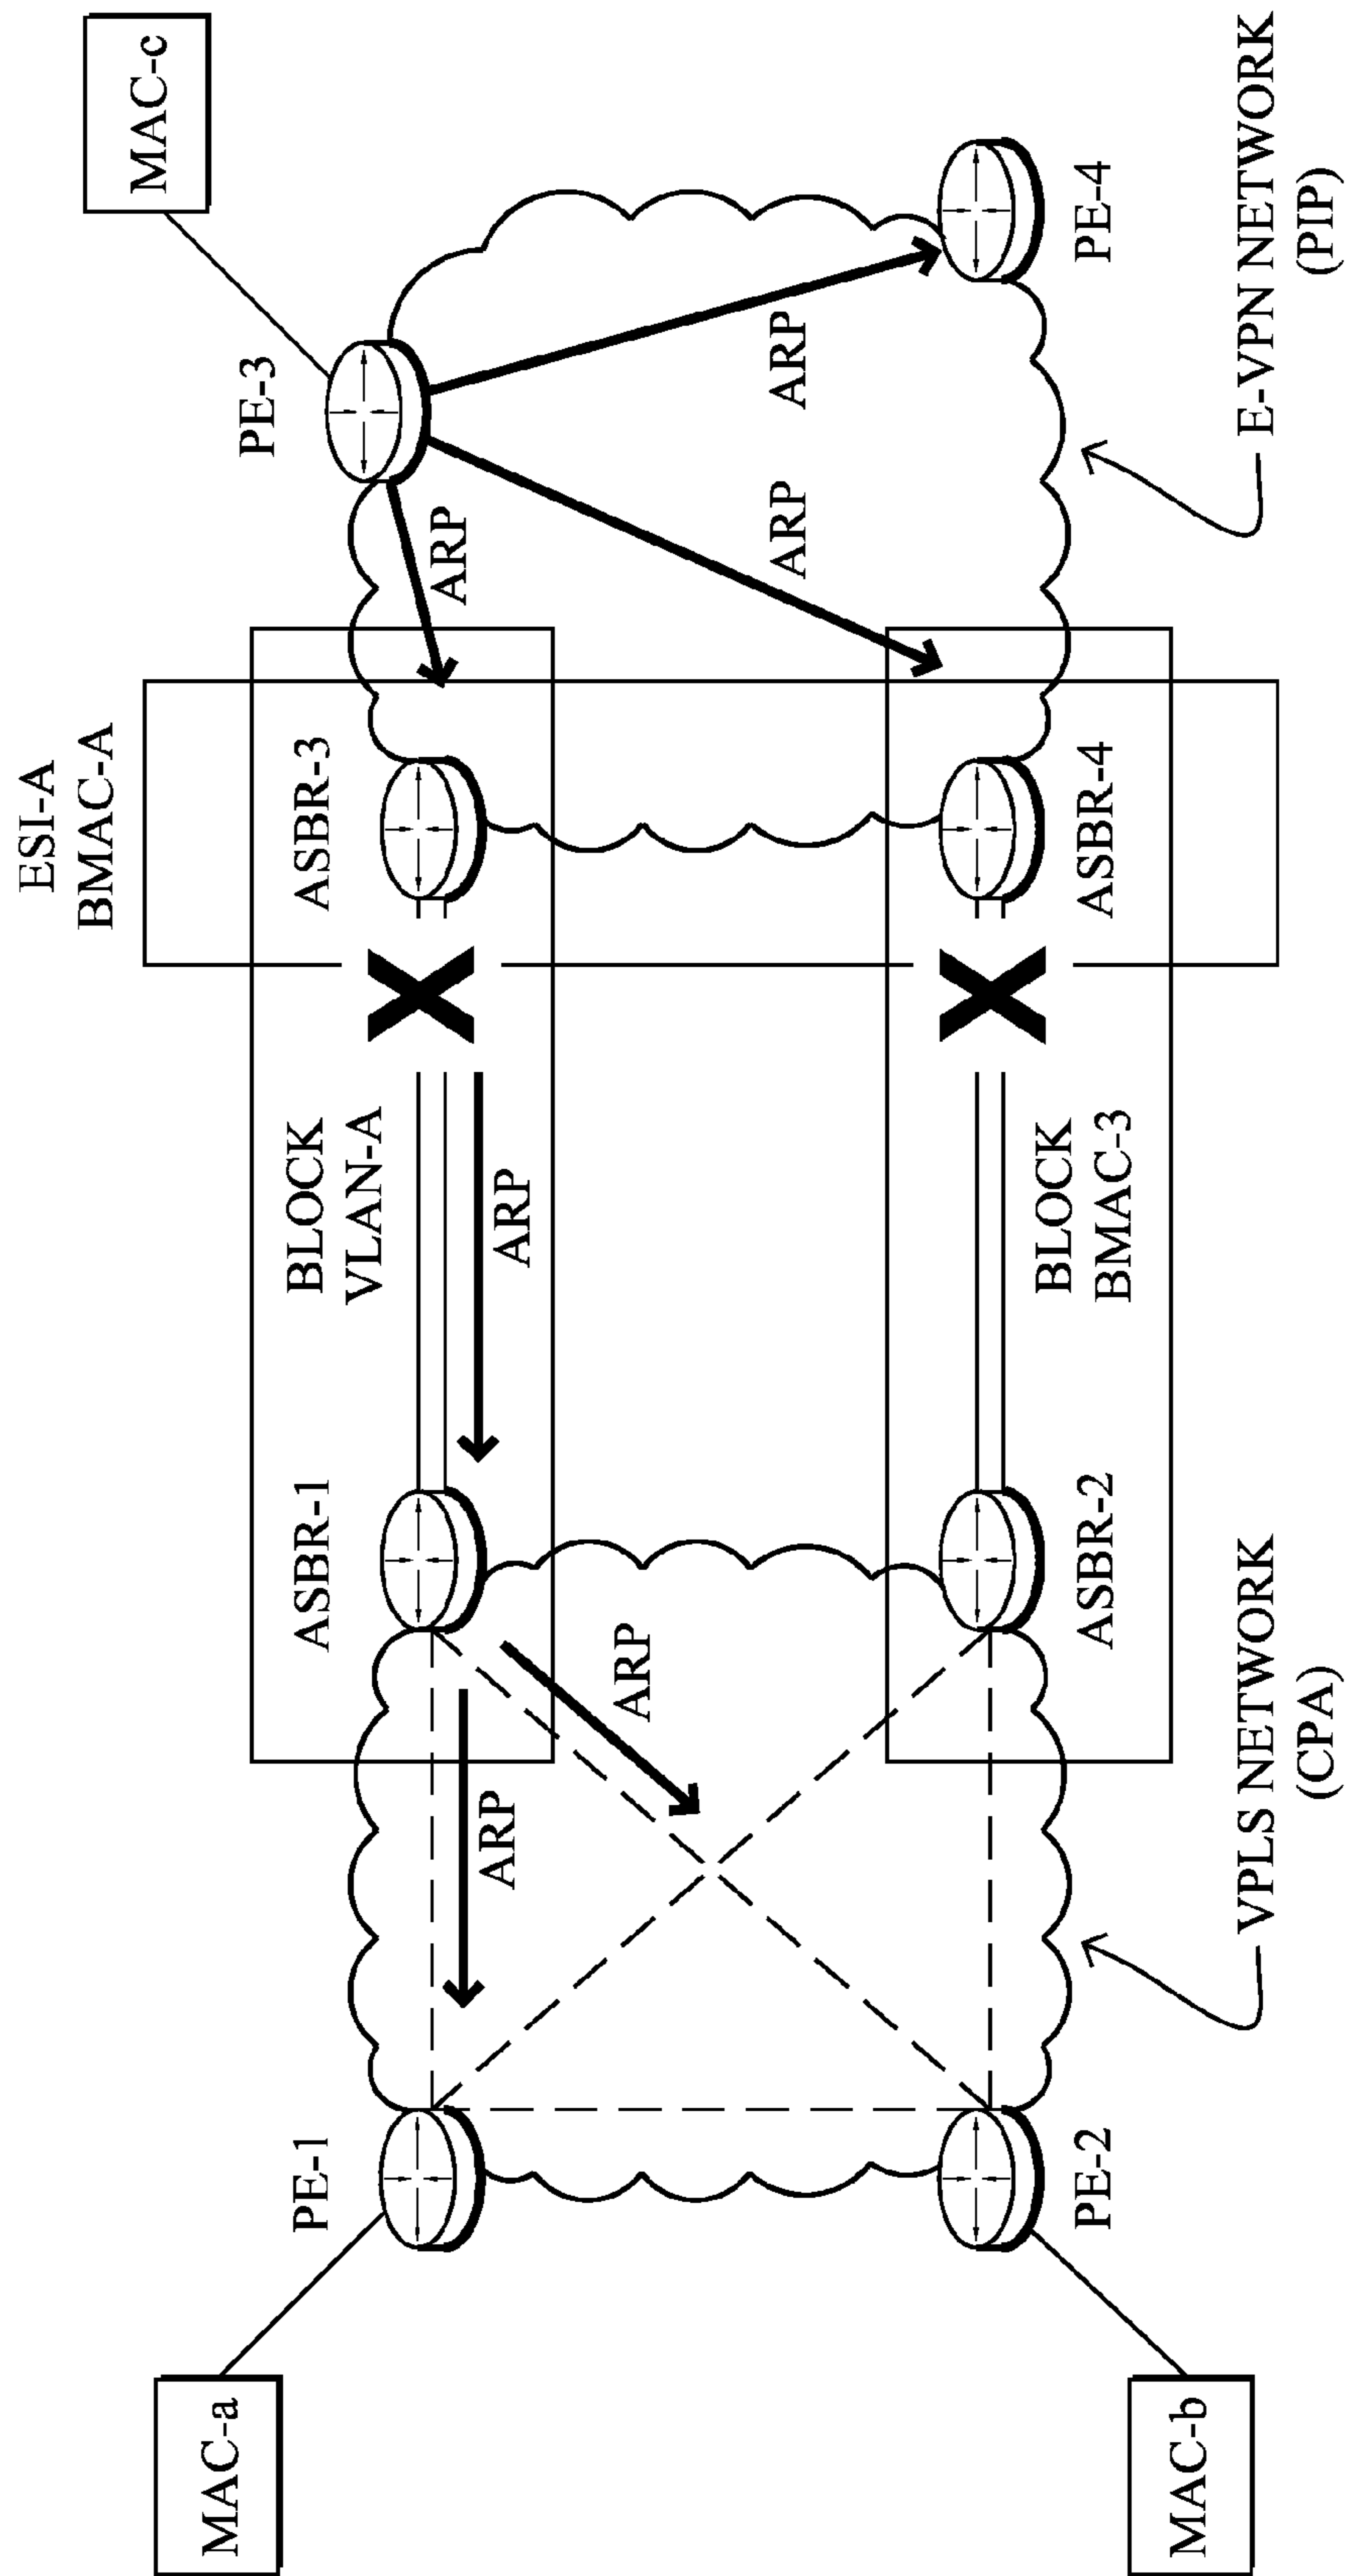 ESI-A
BMAC-A
MAC-a
PE-1
ASBR-1
BLOCK
VLAN-A
X
ASBR-3
PE-3
MAC-c
ARP
ARP
ARP
ARP
ARP
ARP
MAC-b
PE-2
ASBR-2
BLOCK
BMAC-3
X
ASBR-4
PE-4
VPLS NETWORK
(CPA)
E-VPN NETWORK
(PIP)